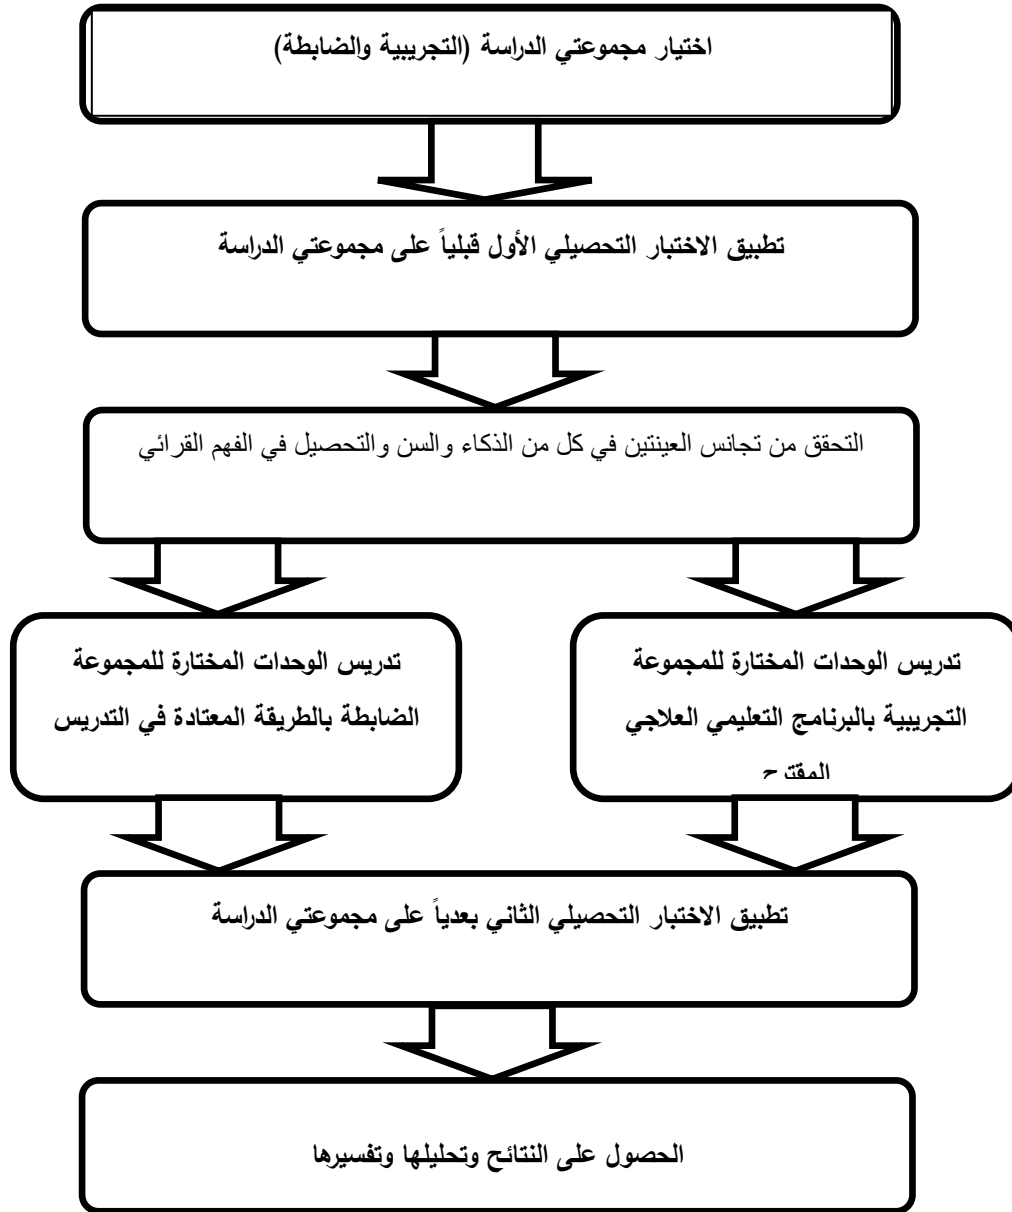 اختيار مجموعتي الدراسة (التجريبية والضابطة)
تطبيق الاختبار التحصيلي الأول قبلياً على مجموعتي الدراسة
التحقق من تجانس العينتين في كل من الذكاء والسن والتحصيل في الفهم القرائي
تدريس الوحدات المختارة للمجموعة
التجريبية بالبرنامج التعليمي العلاجي
المقترح
تدريس الوحدات المختارة للمجموعة
الضابطة بالطريقة المعتادة في التدريس
تطبيق الاختبار التحصيلي الثاني بعدياً على مجموعتي الدراسة
الحصول على النتائج وتحليلها وتفسيرها